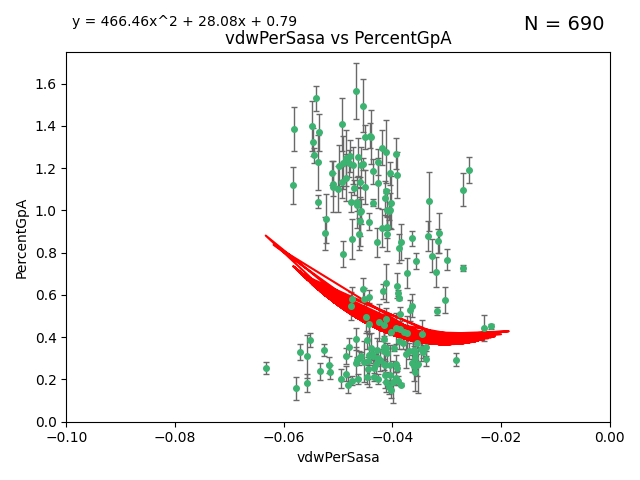 y = 466.46x^2 + 28.08x + 0.79
N = 690
vdwPerSasa vs PercentGpA
PercentGpA
1.6
1.4
1.2
1.0
0.8
0.6
0.4
0.2
0.0
−0.10 −0.08 −0.06 −0.04 −0.02 0.00
vdwPerSasa